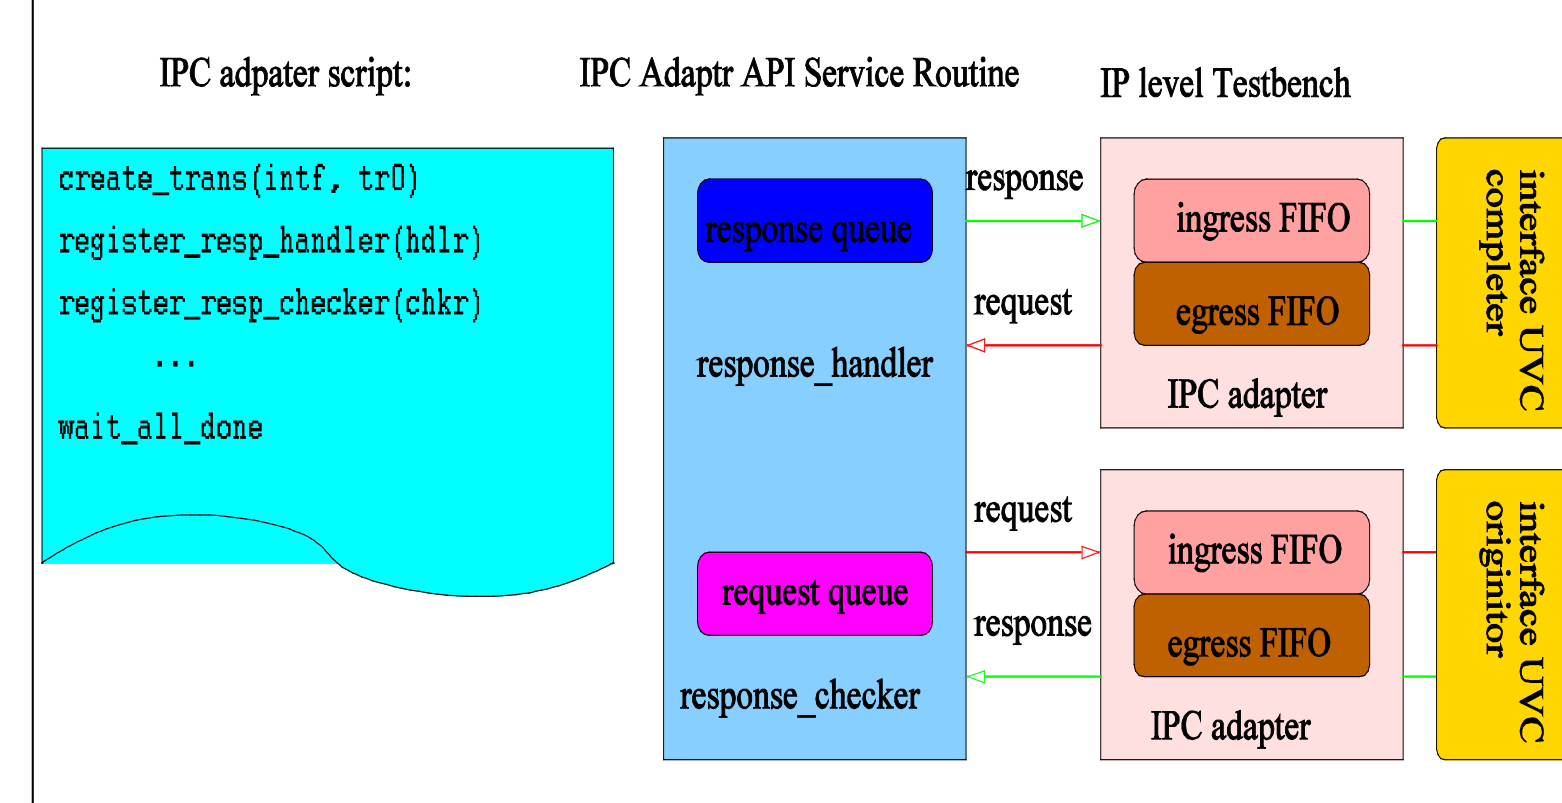 IPC adpater script:
IPC Adaptr API Service Routine
IP level Testbench
create_trans(intf, tr0)
register_resp_handler(hdlr)
register_resp_checker(chkr)
...
wait_all_done
response queue
response_handler
request queue
response_checker
response
request
request
response
ingress FIFO
egress FIFO
IPC adapter
ingress FIFO
egress FIFO
IPC adapter
interface UVC
completer
interface UVC
originitor